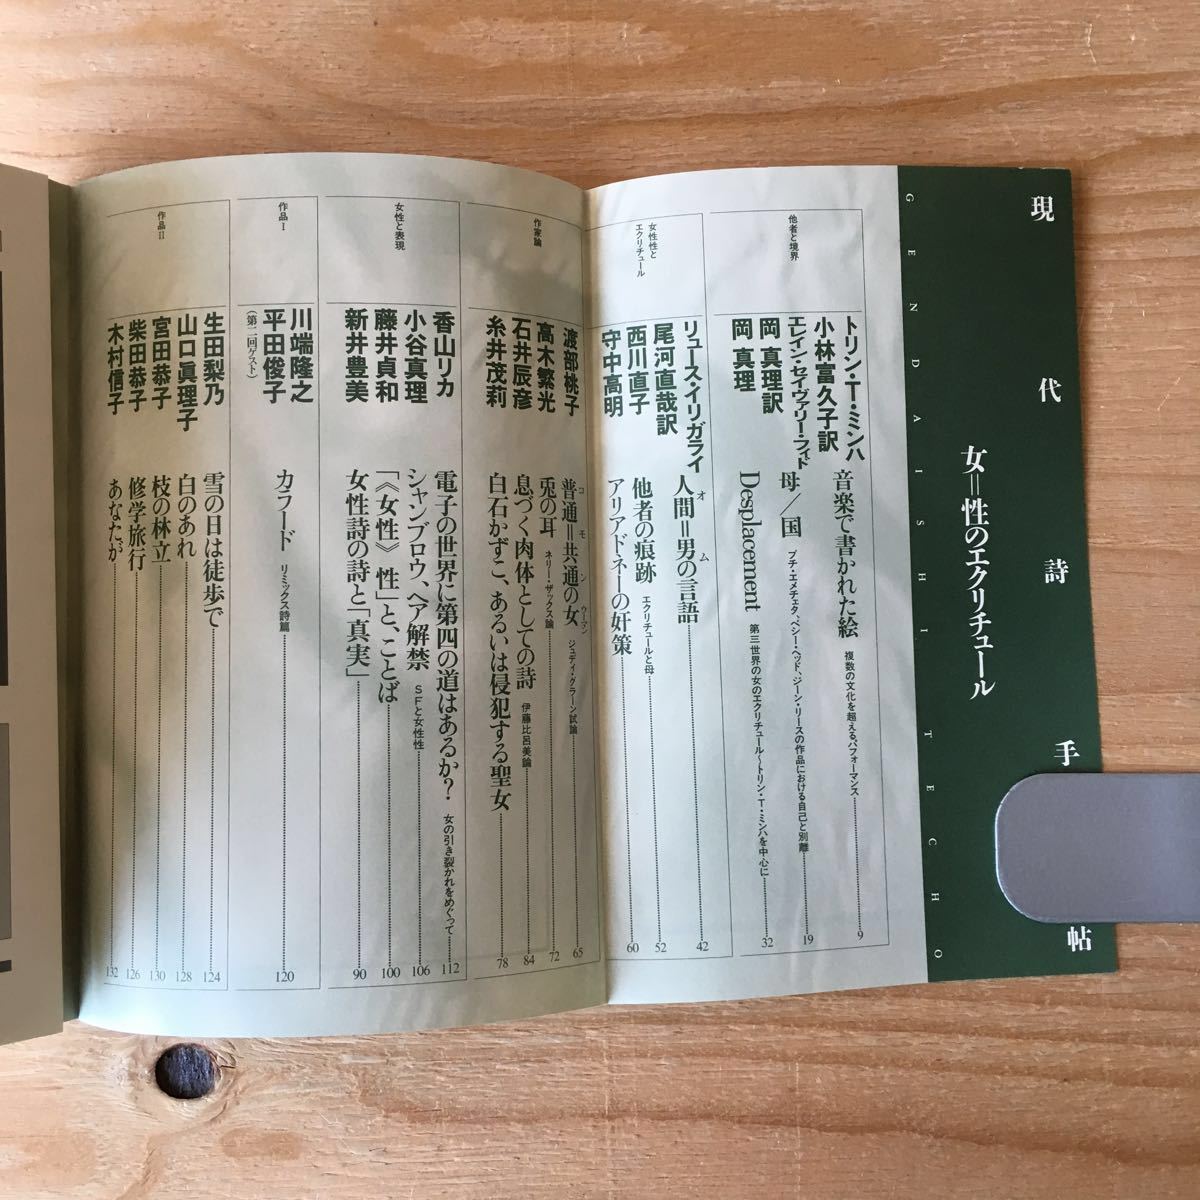 現代詩手帖
女＝性のエクリチュール
GENDAISHI TECHO
他者と境界
トリン・T・ミンハ
小林富久子訳 音楽で書かれた絵 複数の文化を超えるパフォーマンス 9
エレイン・セイヴァリー・フィド
岡 真理訳 母／国 ブチ・エメチェタ、ベシー・ヘッド、ジーン・リースの作品における自己と別離 19
岡 真理 Desplacement 第三世界の女のエクリチュール〜トリン・T・ミンハを中心に 32
女性性と
エクリチュール
リュース・イリガライ
尾河直哉訳 人間＝男の言語 オム 42
西川直子 他者の痕跡 エクリチュールと母 52
守中高明 アリアドネーの奸策 60
作家論
渡部桃子 普通＝共通の女 コモン ウーマン ジュディ・グラーン試論 65
高木繁光 兎の耳 ネリー・ザックス論 72
石井辰彦 息づく肉体としての詩 伊藤比呂美論 84
糸井茂莉 白石かずこ、あるいは侵犯する聖女 78
女性と表現
香山リカ 電子の世界に第四の道はあるか？ 女の引き裂かれをめぐって 112
小谷真理 シャンブロウ、ヘア解禁 SFと女性性 106
藤井貞和 「《女性》性」と、ことば 100
新井豊美 女性詩の詩と「真実」 90
作品Ⅰ
川端隆之
平田俊子 カラード リミックス詩篇 120
（第二回ゲスト）
作品Ⅱ
生田梨乃 雪の日は徒歩で 124
山口眞理子 白のあれ 128
宮田恭子 枝の林立 130
柴田恭子 修学旅行 126
木村信子 あなたが 132